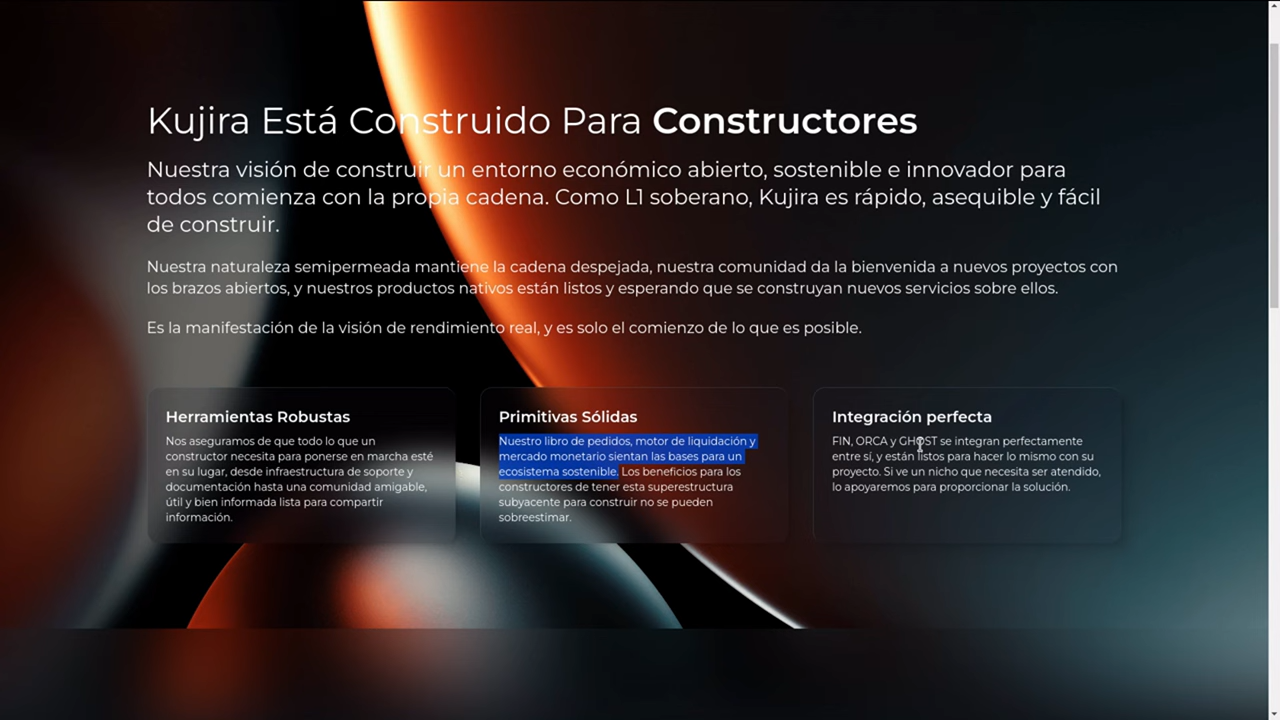 Kujira Está Construido Para Constructores
Nuestra visión de construir un entorno económico abierto, sostenible e innovador para
todos comienza con la propia cadena. Como L1 soberano, Kujira es rápido, asequible y fácil
de construir.
Nuestra naturaleza semipermeada mantiene la cadena despejada, nuestra comunidad da la bienvenida a nuevos proyectos con
los brazos abiertos, y nuestros productos nativos están listos y esperando que se construyan nuevos servicios sobre ellos.
Es la manifestación de la visión de rendimiento real, y es solo el comienzo de lo que es posible.
Herramientas Robustas
Nos aseguramos de que todo lo que un
constructor necesita para ponerse en marcha esté
en su lugar, desde infraestructura de soporte y
documentación hasta una comunidad amigable,
útil y bien informada lista para compartir
información.
Primitivas Sólidas
Nuestro libro de pedidos, motor de liquidación y
mercado monetario sientan las bases para un
ecosistema sostenible. Los beneficios para los
constructores de tener esta superestructura
subyacente para construir no se pueden
sobreestimar.
Integración perfecta
FIN, ORCA y GHOST se integran perfectamente
entre sí, y están listos para hacer lo mismo con su
proyecto. Si ve un nicho que necesita ser atendido,
lo apoyaremos para proporcionar la solución.